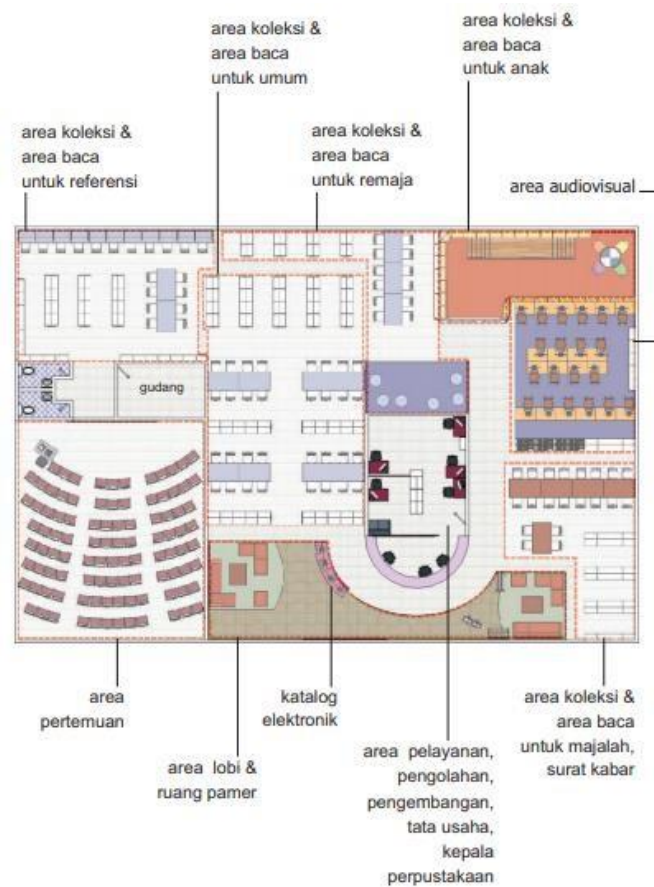 area koleksi &
area baca
untuk umum
area koleksi &
area baca
untuk anak
area koleksi &
area baca
untuk referensi
area koleksi &
area baca
untuk remaja
area audiovisual
gudang
area
pertemuan
katalog
elektronik
area koleksi &
area baca
untuk majalah,
surat kabar
area lobi &
ruang pamer
area pelayanan,
pengolahan,
pengembangan,
tata usaha,
kepala
perpustakaan